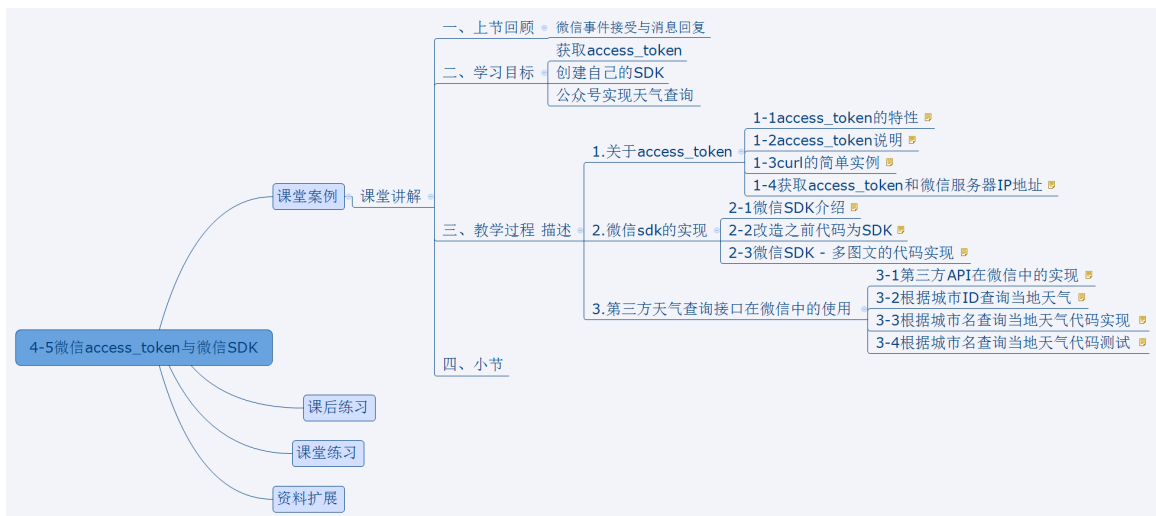 4-5微信access_token与微信SDK
课堂案例
课堂讲解
一、上节回顾
微信事件接受与消息回复
二、学习目标
获取access_token
创建自己的SDK
公众号实现天气查询
三、教学过程 描述
1.关于access_token
1-1access_token的特性
1-2access_token说明
1-3curl的简单实例
1-4获取access_token和微信服务器IP地址
2.微信sdk的实现
2-1微信SDK介绍
2-2改造之前代码为SDK
2-3微信SDK - 多图文的代码实现
3.第三方天气查询接口在微信中的使用
3-1第三方API在微信中的实现
3-2根据城市ID查询当地天气
3-3根据城市名查询当地天气代码实现
3-4根据城市名查询当地天气代码测试
四、小节
课后练习
课堂练习
资料扩展